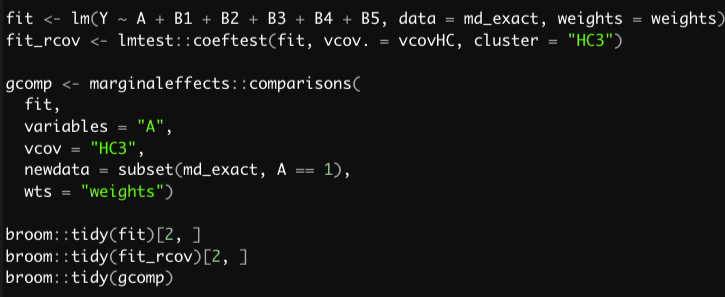 fit <- lm(Y ~ A + B1 + B2 + B3 + B4 + B5, data = md_exact, weights = weights)
fit_rcov <- lmtest::coeftest(fit, vcov. = vcovHC, cluster = "HC3")
gcomp <- marginaleffects::comparisons(
fit,
variables = "A",
vcov = "HC3",
newdata = subset(md_exact, A == 1),
wts = "weights")
broom::tidy(fit)[2, ]
broom::tidy(fit_rcov)[2, ]
broom::tidy(gcomp)